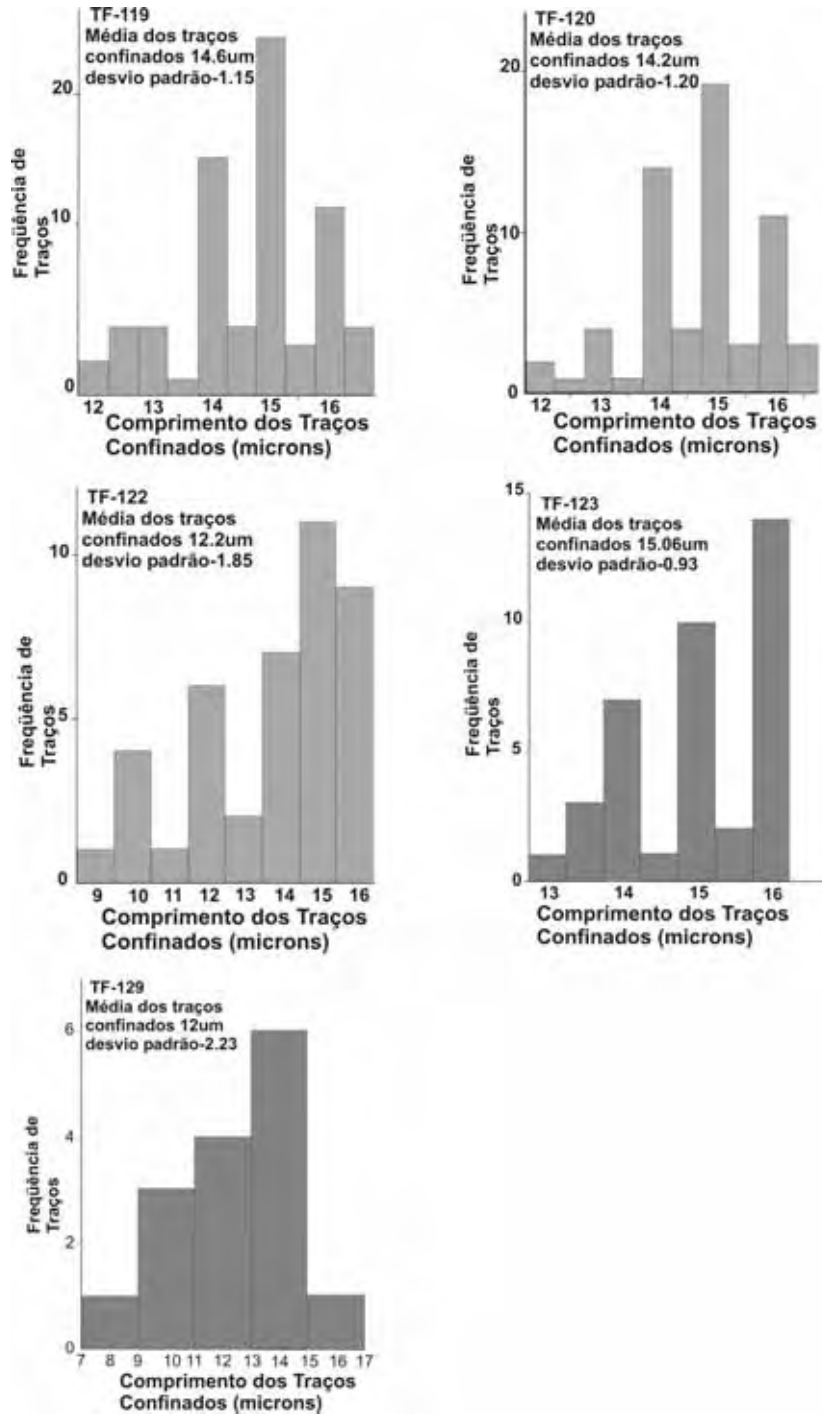 TF-119
Média dos traços
confinados 14.6um
desvio padrão-1.15
20
10
0
Freqüência de
Traços
12 13 14 15 16
Comprimento dos Traços
Confinados (microns)
TF-120
Média dos traços
confinados 14.2um
desvio padrão-1.20
20
10
0
Freqüência de
Traços
12 13 14 15 16
Comprimento dos Traços
Confinados (microns)
TF-122
Média dos traços
confinados 12.2um
desvio padrão-1.85
10
5
0
Freqüência de
Traços
9 10 11 12 13 14 15 16
Comprimento dos Traços
Confinados (microns)
TF-123
Média dos traços
confinados 15.06um
desvio padrão-0.93
15
10
5
0
Freqüência de
Traços
13 14 15 16
Comprimento dos Traços
Confinados (microns)
TF-129
Média dos traços
confinados 12um
desvio padrão-2.23
6
4
2
0
Freqüência de
Traços
7 8 9 10 11 12 13 14 15 16 17
Comprimento dos Traços
Confinados (microns)